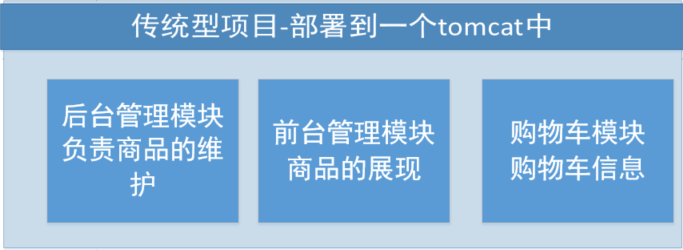 传统型项目-部署到一个tomcat中
后台管理模块
负责商品的维
护
前台管理模块
商品的展现
购物车模块
购物车信息